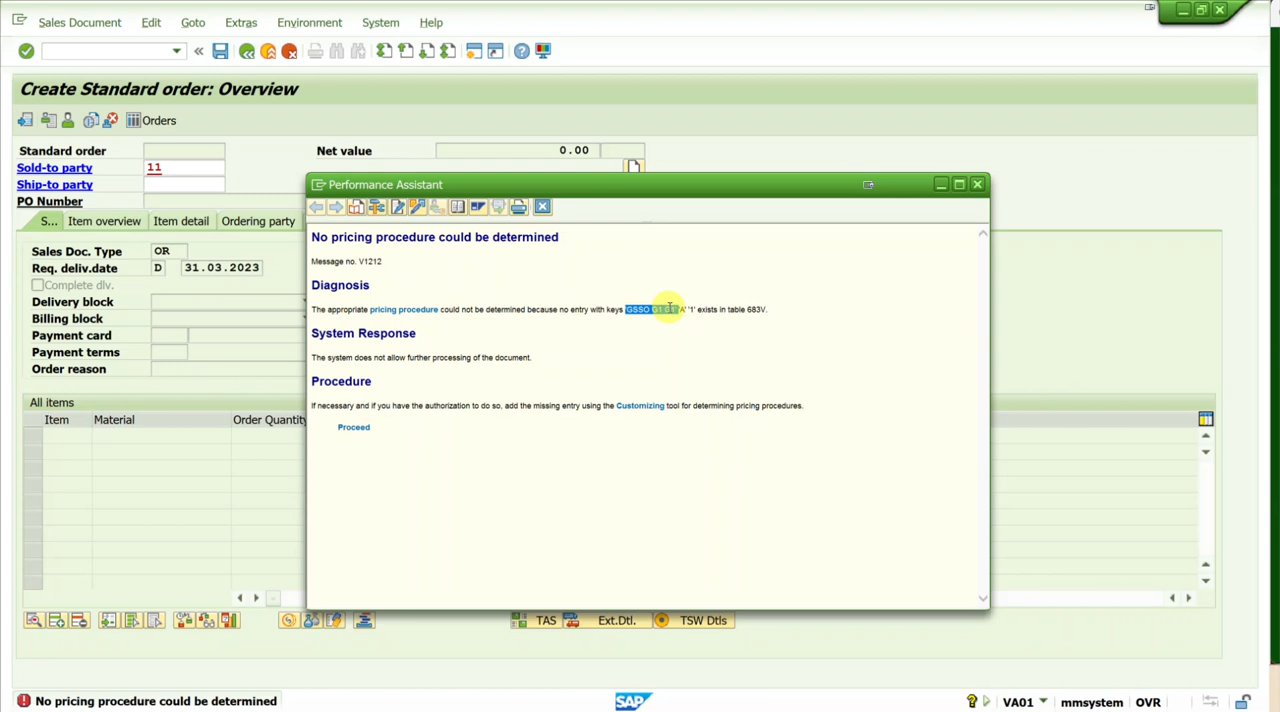 Sales Document Edit Goto Extras Environment System Help
Create Standard order: Overview
Orders
Standard order
Net value 0.00
Sold-to party 11
Ship-to party
PO Number
S... Item overview Item detail Ordering party
Sales Doc. Type OR
Req. deliv.date D 31.03.2023
Complete dlv.
Delivery block
Billing block
Payment card
Payment terms
Order reason
All items
Item Material Order Quantity
Performance Assistant
No pricing procedure could be determined
Message no. V1212
Diagnosis
The appropriate pricing procedure could not be determined because no entry with keys 'GSSO 'A' '1' exists in table 683V.
System Response
The system does not allow further processing of the document.
Procedure
If necessary and if you have the authorization to do so, add the missing entry using the Customizing tool for determining pricing procedures.
Proceed
TAS Ext.Dtl. TSW Dtls
No pricing procedure could be determined
SAP
VA01 mmsystem OVR